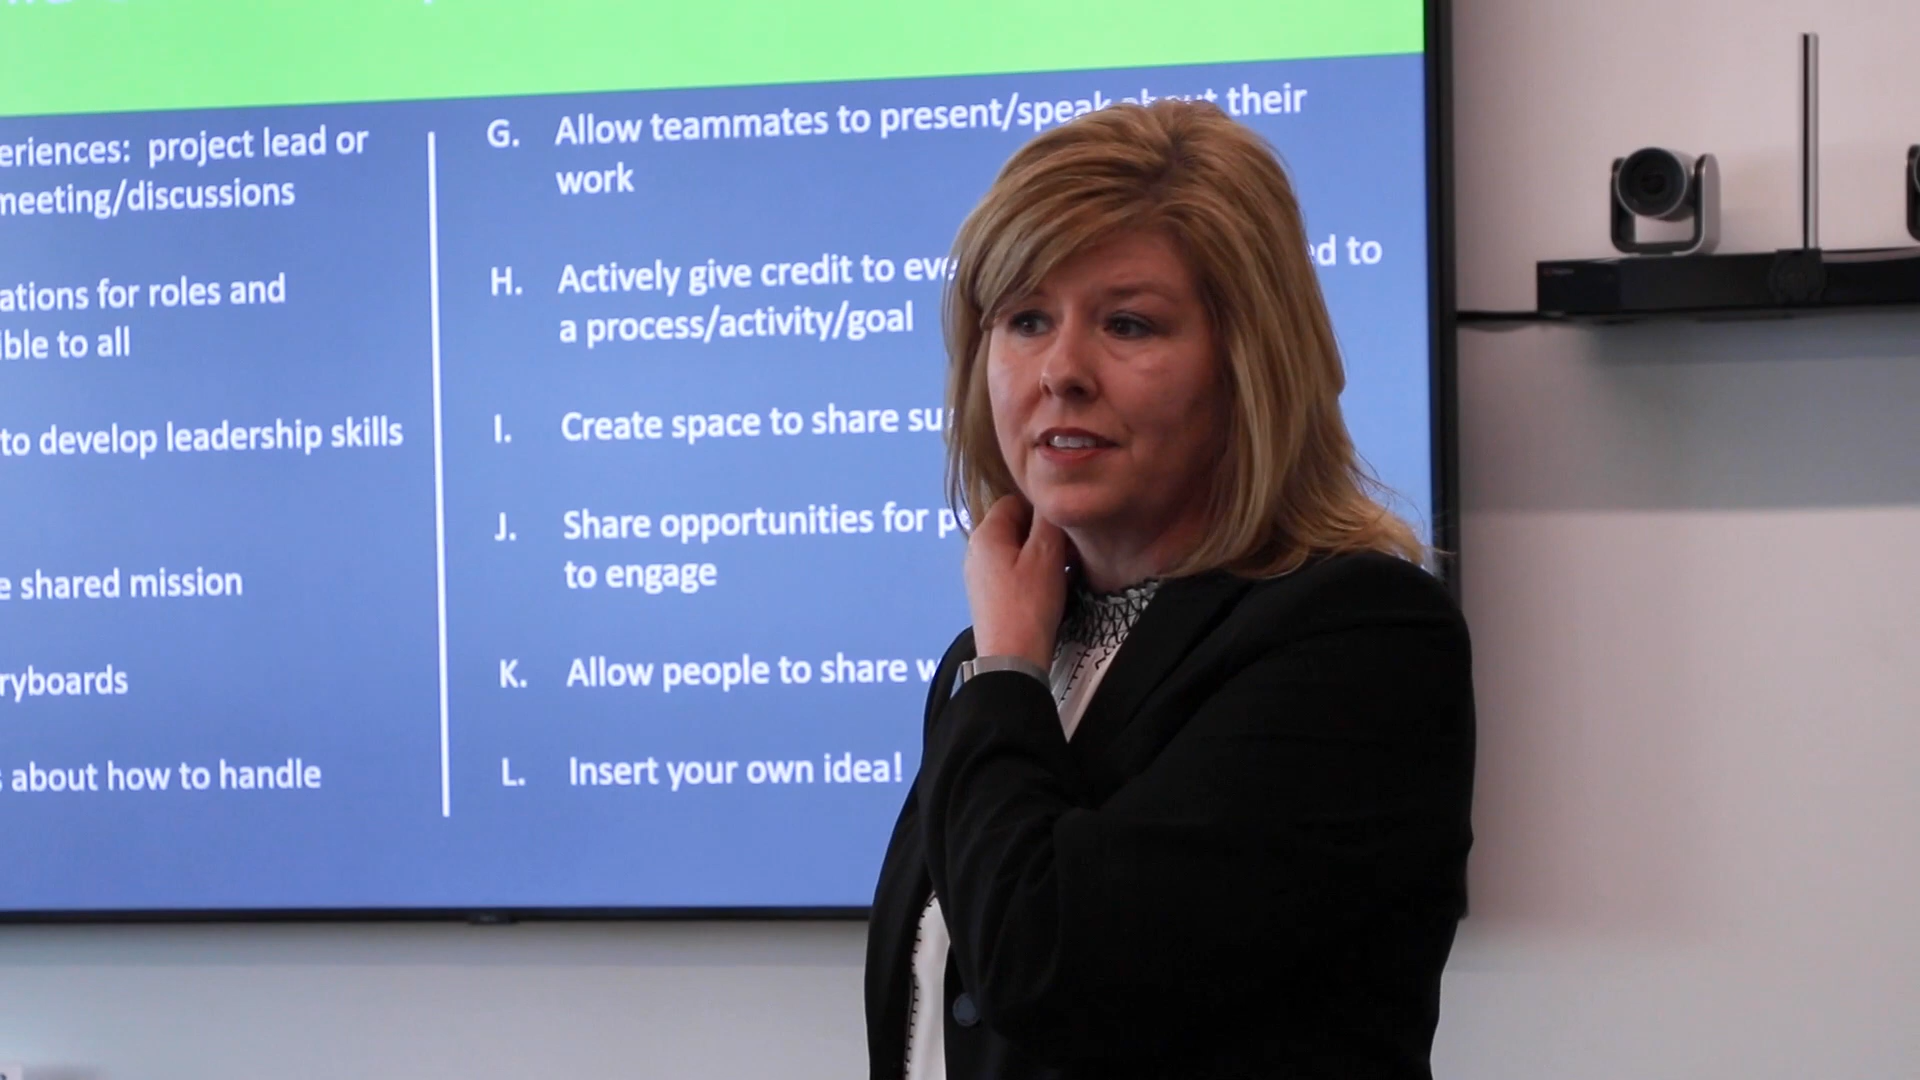 eriences: project lead or
meeting/discussions
ations for roles and
ible to all
to develop leadership skills
e shared mission
ryboards
s about how to handle
G. Allow teammates to present/speak about their
work
H. Actively give credit to eve ed to
a process/activity/goal
I. Create space to share su
J. Share opportunities for pe
to engage
K. Allow people to share w
L. Insert your own idea!